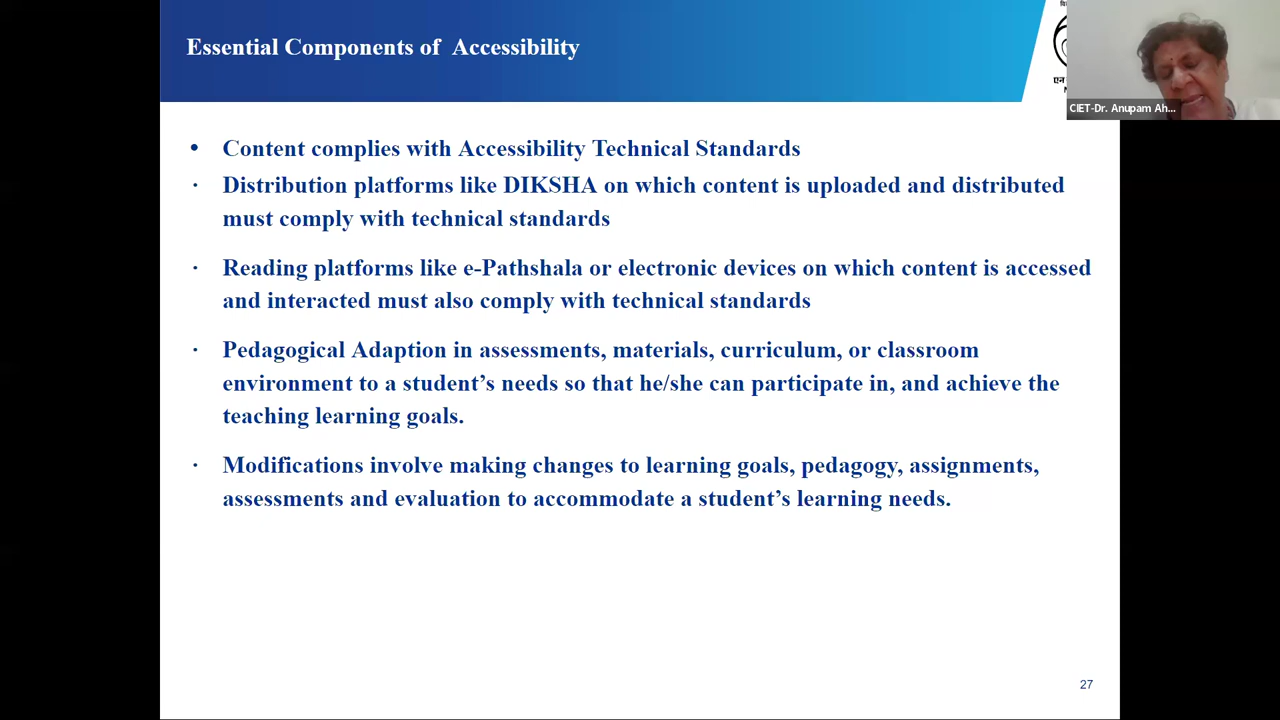 Essential Components of Accessibility
CIET-Dr. Anupam Ah...
• Content complies with Accessibility Technical Standards
· Distribution platforms like DIKSHA on which content is uploaded and distributed
must comply with technical standards
· Reading platforms like e-Pathshala or electronic devices on which content is accessed
and interacted must also comply with technical standards
· Pedagogical Adaption in assessments, materials, curriculum, or classroom
environment to a student’s needs so that he/she can participate in, and achieve the
teaching learning goals.
· Modifications involve making changes to learning goals, pedagogy, assignments,
assessments and evaluation to accommodate a student’s learning needs.
27